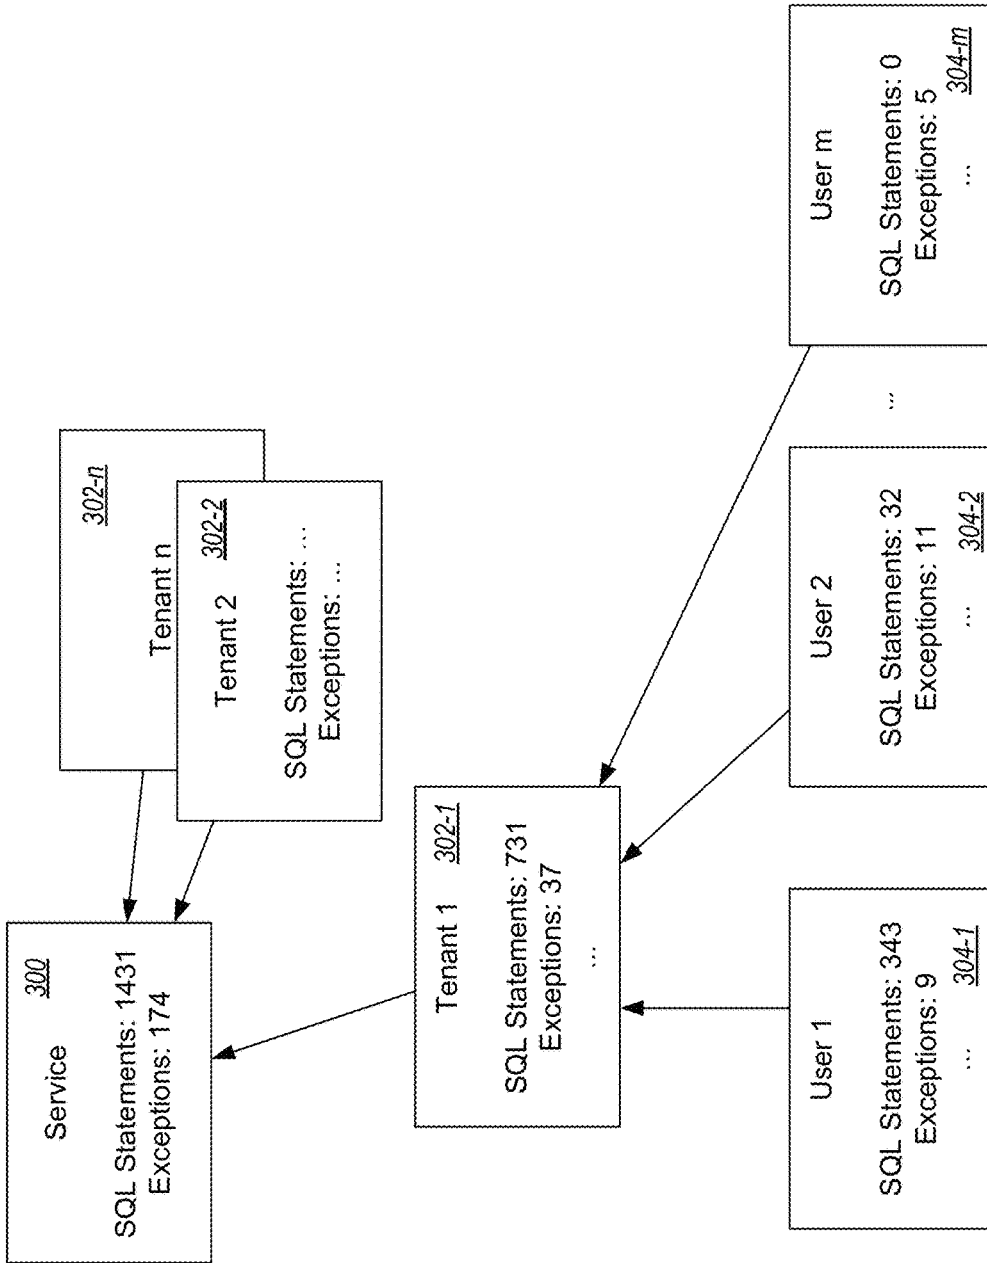 Service
300
SQL Statements: 1431
Exceptions: 174
Tenant n
302-n
Tenant 2
302-2
SQL Statements: ...
Exceptions: ...
Tenant 1
302-1
SQL Statements: 731
Exceptions: 37
...
User 1
SQL Statements: 343
Exceptions: 9
...
304-1
User 2
SQL Statements: 32
Exceptions: 11
...
304-2
...
User m
SQL Statements: 0
Exceptions: 5
...
304-m